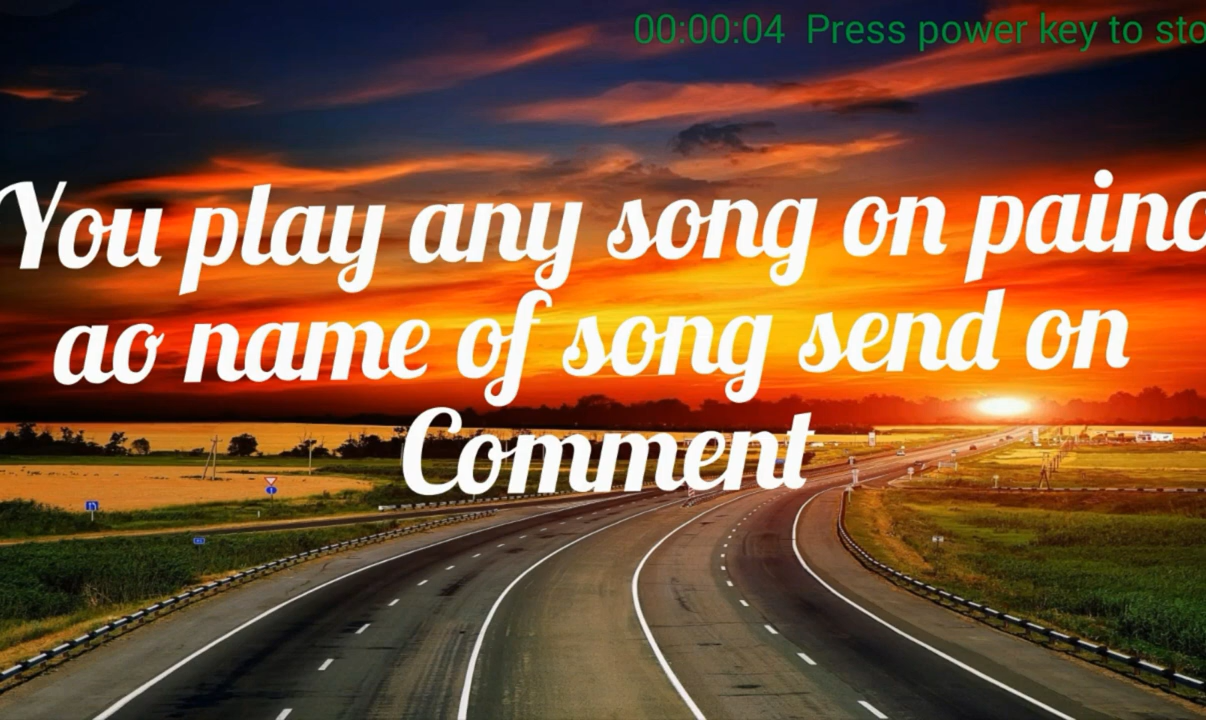 00:00:04 Press power key to sto
You play any song on paino
ao name of song send on
Comment